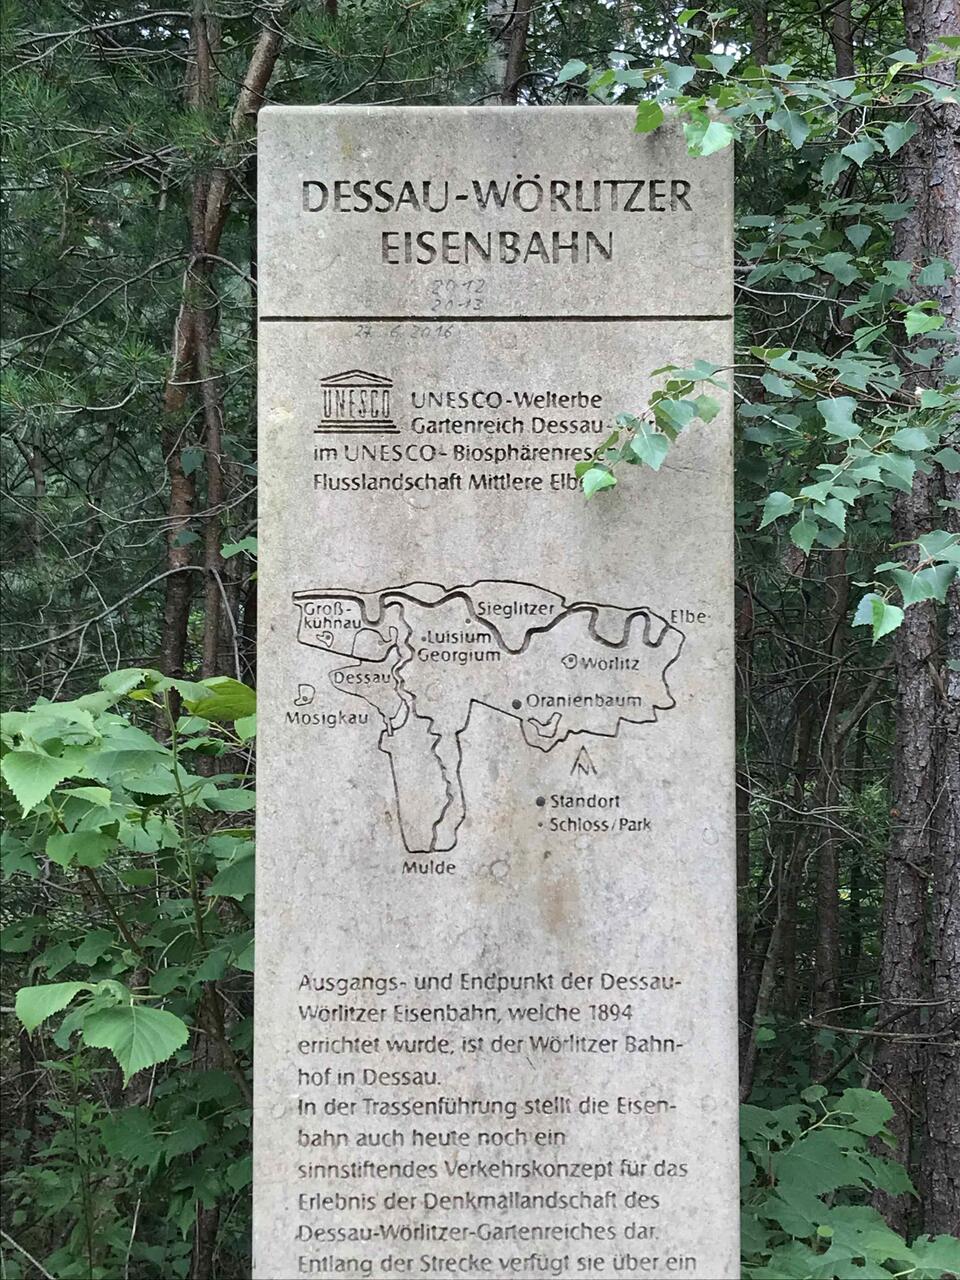 DESSAU-WÖRLITZER
EISENBAHN
2012
2013
27.6.2016
UNESCO
UNESCO-Welterbe
Gartenreich Dessau-
im UNESCO-Biosphärenrese
Flusslandschaft Mittlere Elbe
Groß-
kühnau
Sieglitzer
Elbe
Luisium
Georgium
Wörlitz
Dessau
Oranienbaum
Mosigkau
N
Standort
Schloss/Park
Mulde
Ausgangs- und Endpunkt der Dessau-
Wörlitzer Eisenbahn, welche 1894
errichtet wurde, ist der Wörlitzer Bahn-
hof in Dessau.
In der Trassenführung stellt die Eisen-
bahn auch heute noch ein
sinnstiftendes Verkehrskonzept für das
Erlebnis der Denkmallandschaft des
Dessau-Wörlitzer-Gartenreiches dar.
Entlang der Strecke verfügt sie über ein